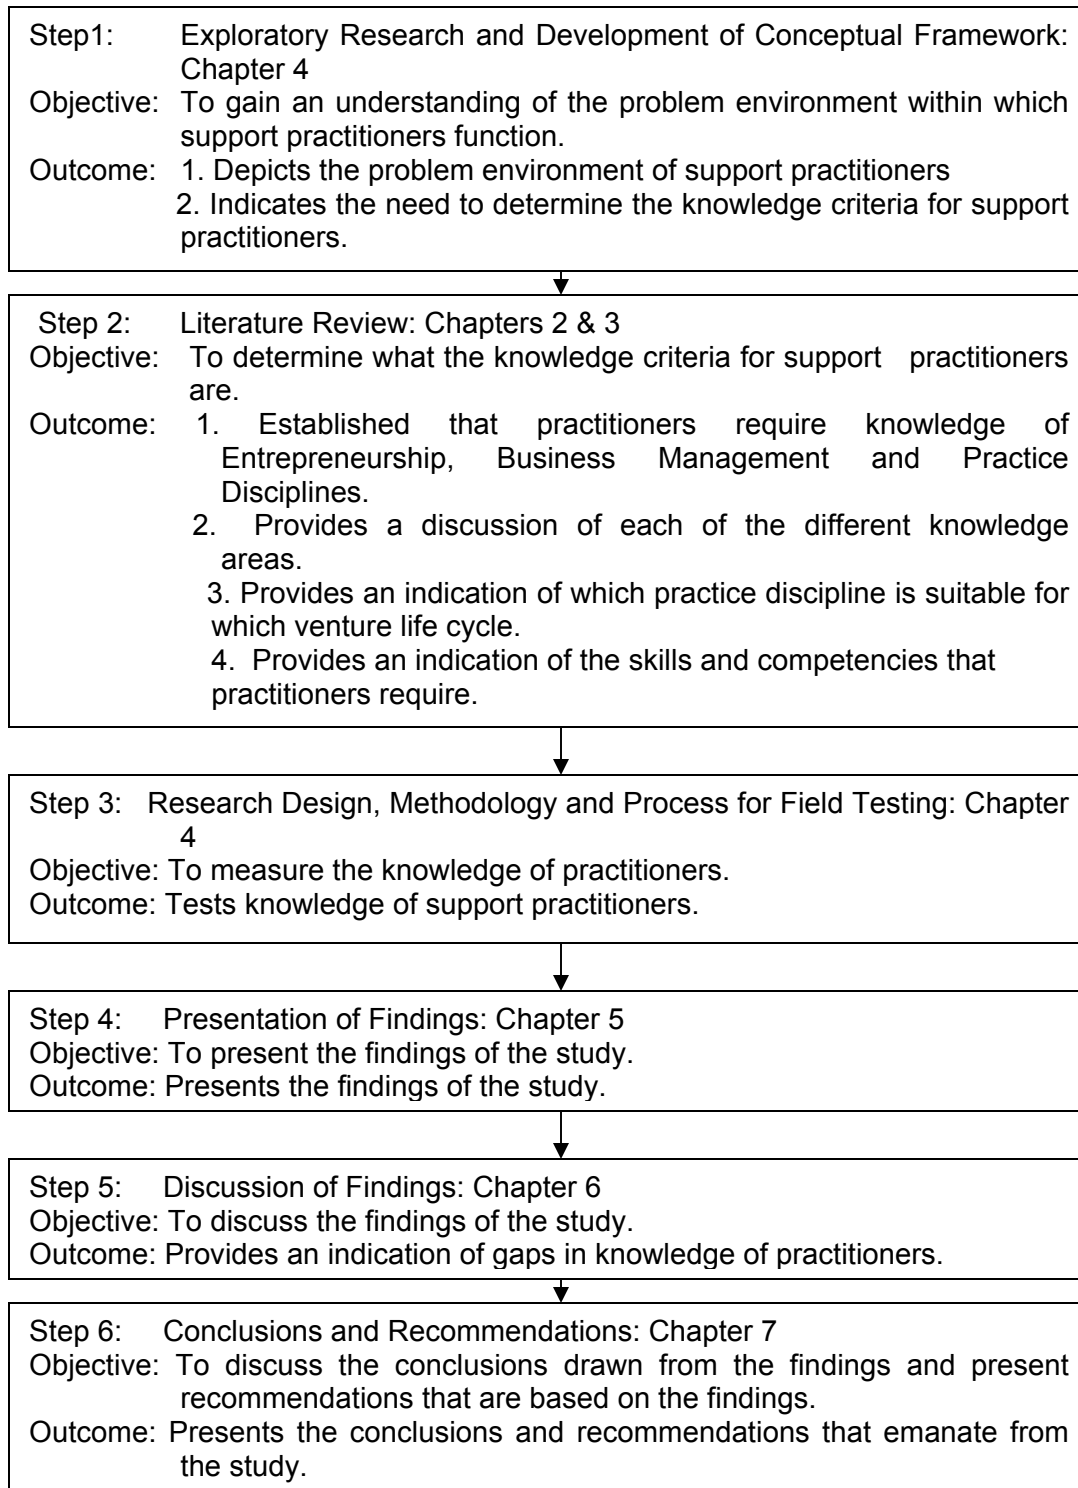 Step1: Exploratory Research and Development of Conceptual Framework:
Chapter 4
Objective: To gain an understanding of the problem environment within which
support practitioners function.
Outcome: 1. Depicts the problem environment of support practitioners
2. Indicates the need to determine the knowledge criteria for support
practitioners.
Step 2: Literature Review: Chapters 2 & 3
Objective: To determine what the knowledge criteria for support practitioners
are.
Outcome: 1. Established that practitioners require knowledge of
Entrepreneurship, Business Management and Practice
Disciplines.
2. Provides a discussion of each of the different knowledge
areas.
3. Provides an indication of which practice discipline is suitable for
which venture life cycle.
4. Provides an indication of the skills and competencies that
practitioners require.
Step 3: Research Design, Methodology and Process for Field Testing: Chapter
4
Objective: To measure the knowledge of practitioners.
Outcome: Tests knowledge of support practitioners.
Step 4: Presentation of Findings: Chapter 5
Objective: To present the findings of the study.
Outcome: Presents the findings of the study.
Step 5: Discussion of Findings: Chapter 6
Objective: To discuss the findings of the study.
Outcome: Provides an indication of gaps in knowledge of practitioners.
Step 6: Conclusions and Recommendations: Chapter 7
Objective: To discuss the conclusions drawn from the findings and present
recommendations that are based on the findings.
Outcome: Presents the conclusions and recommendations that emanate from
the study.